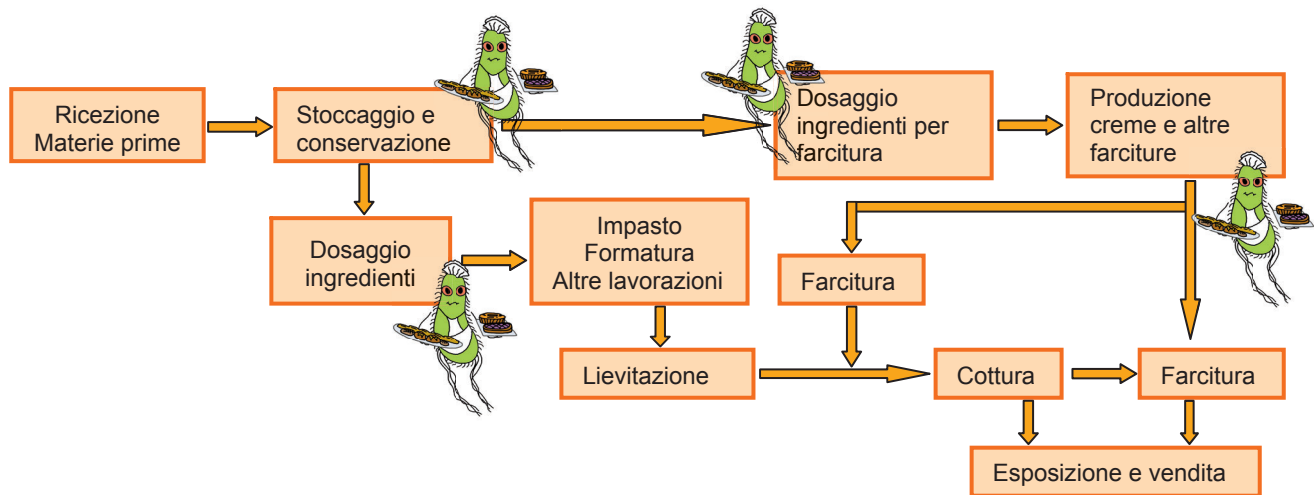 Ricezione
Materie prime
Stoccaggio e
conservazione
Dosaggio
ingredienti per
farcitura
Produzione
creme e altre
farciture
Dosaggio
ingredienti
Impasto
Formatura
Altre lavorazioni
Farcitura
Lievitazione
Cottura
Farcitura
Esposizione e vendita